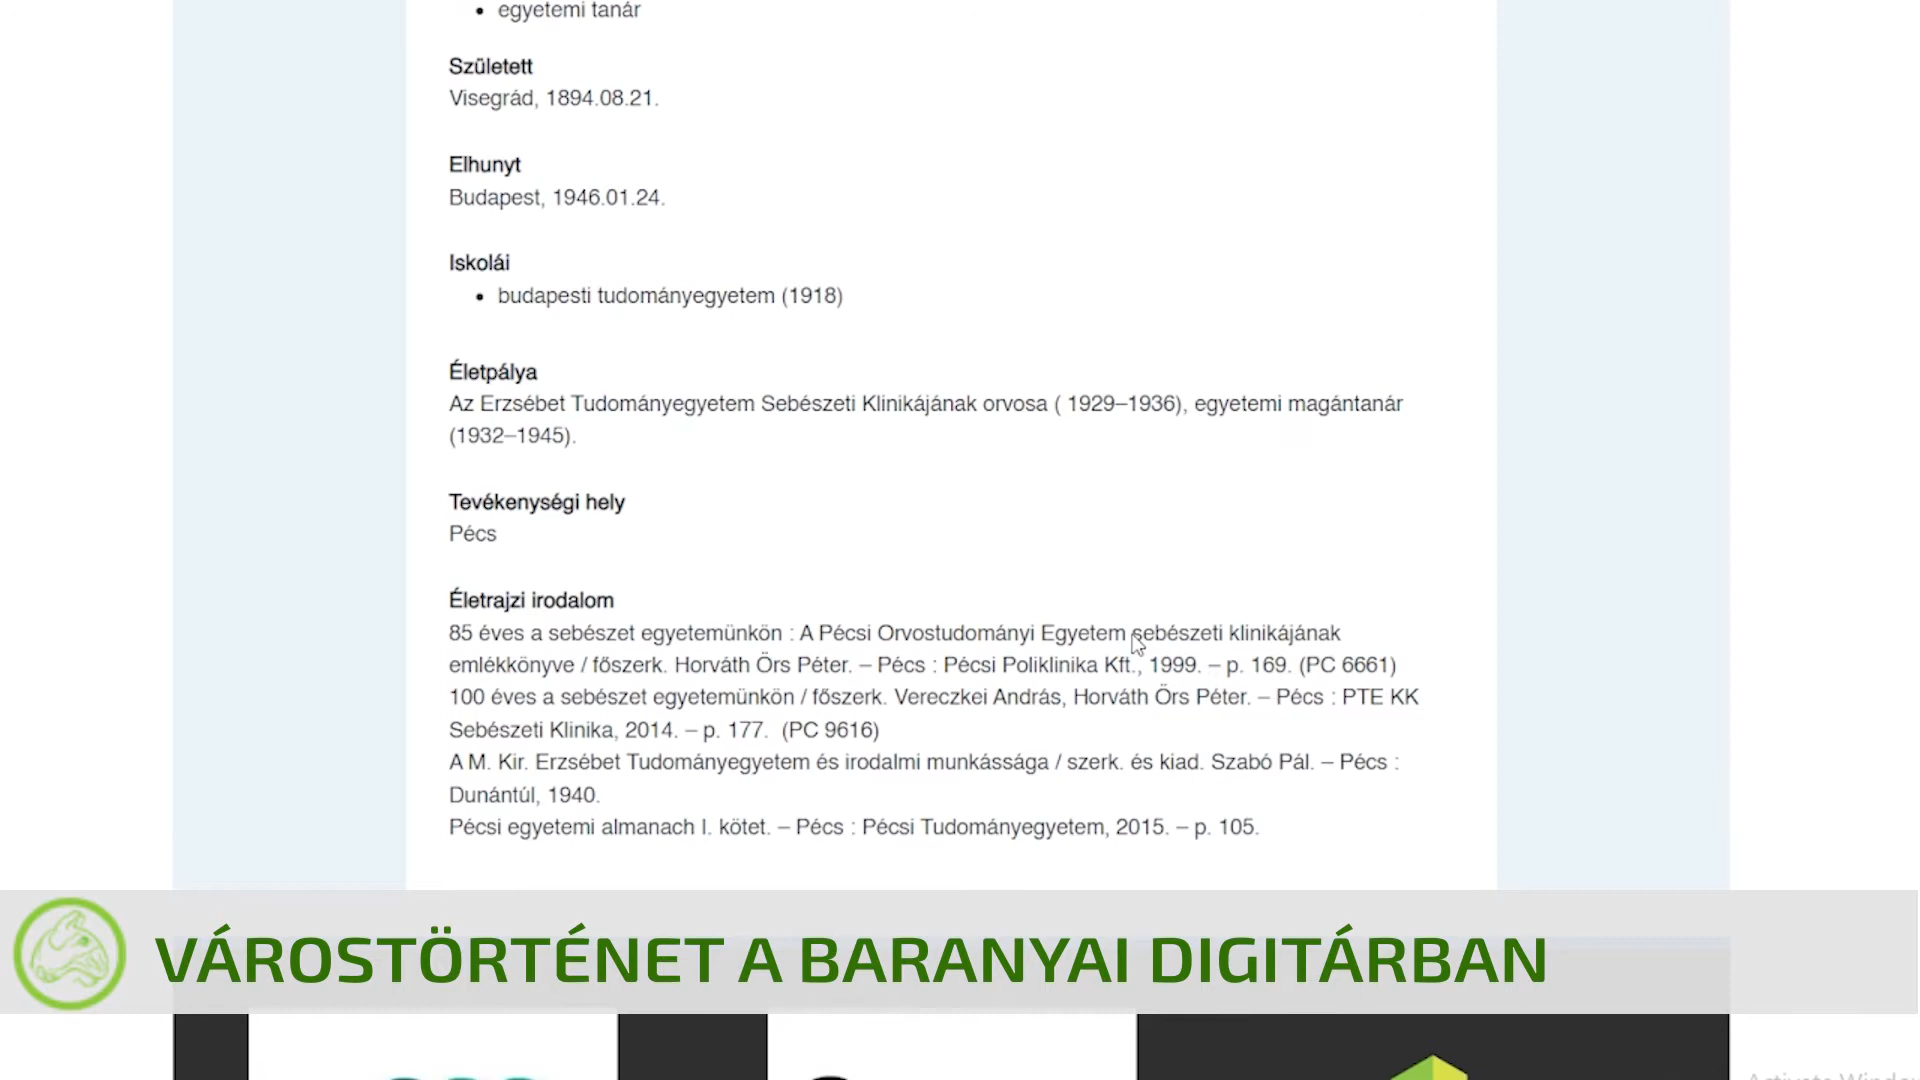 egyetemi tanár
Született
Visegrád, 1894.08.21.
Elhunyt
Budapest, 1946.01.24.
Iskolái
budapesti tudományegyetem (1918)
Életpálya
Az Erzsébet Tudományegyetem Sebészeti Klinikájának orvosa ( 1929–1936), egyetemi magántanár
(1932–1945).
Tevékenységi hely
Pécs
Életrajzi irodalom
85 éves a sebészet egyetemünkön : A Pécsi Orvostudományi Egyetem sebészeti klinikájának
emlékkönyve / főszerk. Horváth Örs Péter. – Pécs : Pécsi Poliklinika Kft., 1999. – p. 169. (PC 6661)
100 éves a sebészet egyetemünkön / főszerk. Vereczkei András, Horváth Örs Péter. – Pécs : PTE KK
Sebészeti Klinika, 2014. – p. 177. (PC 9616)
A M. Kir. Erzsébet Tudományegyetem és irodalmi munkássága / szerk. és kiad. Szabó Pál. – Pécs :
Dunántúl, 1940.
Pécsi egyetemi almanach I. kötet. – Pécs : Pécsi Tudományegyetem, 2015. – p. 105.
VÁROSTÖRTÉNET A BARANYAI DIGITÁRBAN